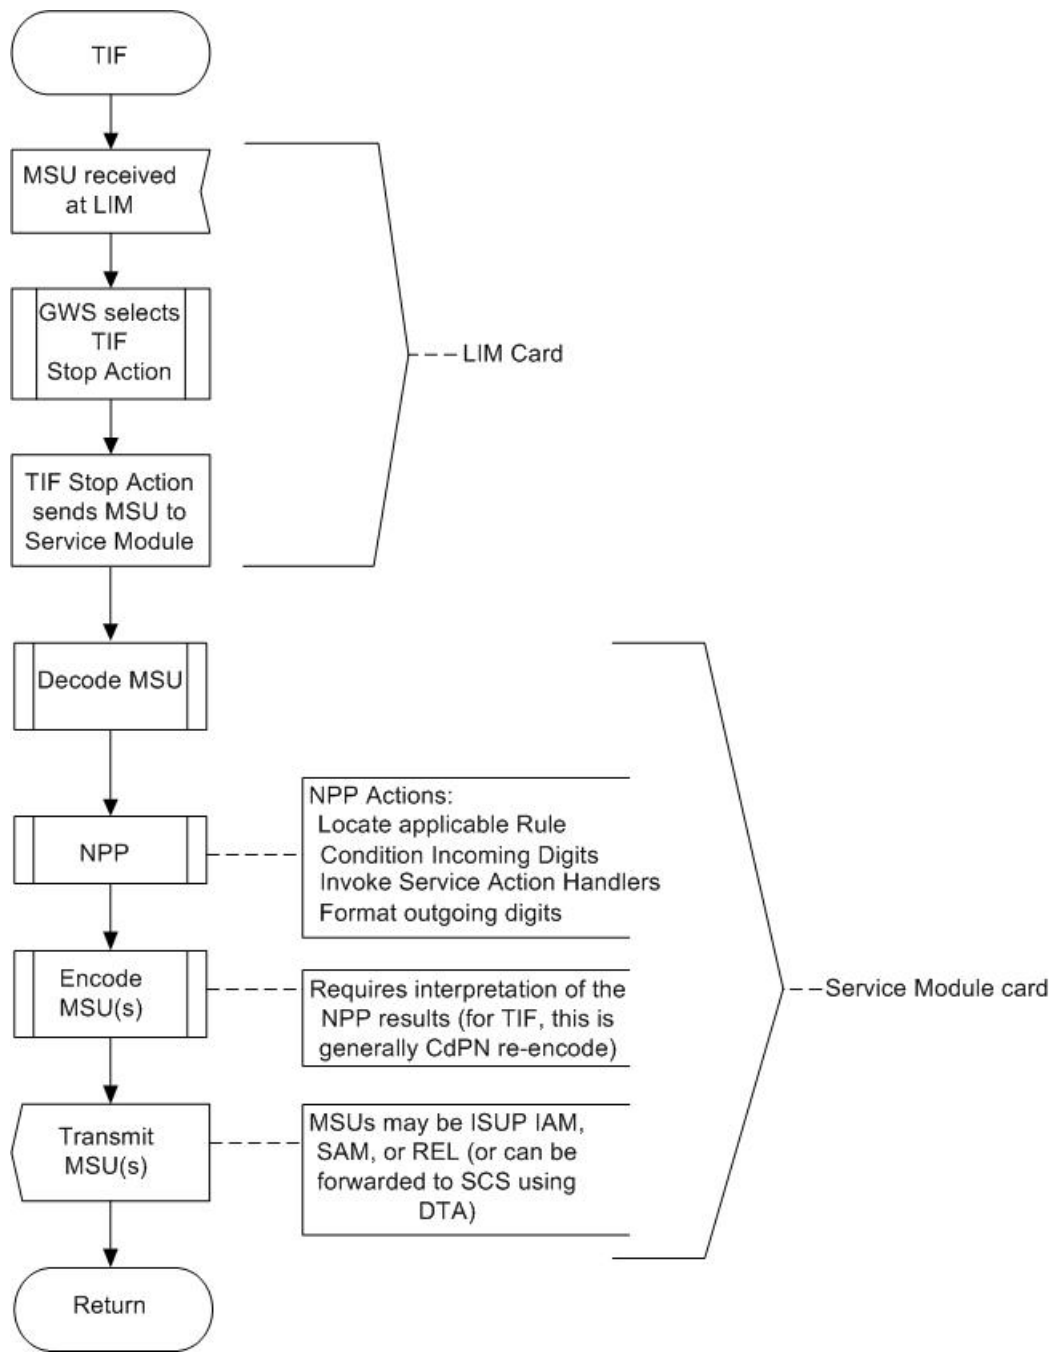 TIF
MSU received
at LIM
GWS selects
TIF
Stop Action
LIM Card
TIF Stop Action
sends MSU to
Service Module
Decode MSU
NPP
NPP Actions:
Locate applicable Rule
Condition Incoming Digits
Invoke Service Action Handlers
Format outgoing digits
Encode
MSU(s)
Requires interpretation of the
NPP results (for TIF, this is
generally CdPN re-encode)
Service Module card
Transmit
MSU(s)
MSUs may be ISUP IAM,
SAM, or REL (or can be
forwarded to SCS using
DTA)
Return